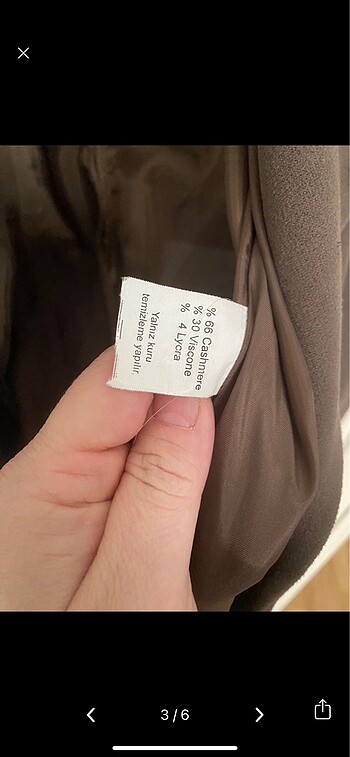 % 66 Cashmere
% 30 Viscone
% 4 Lycra
Yalnız kuru
temizleme yapılır.
3/6